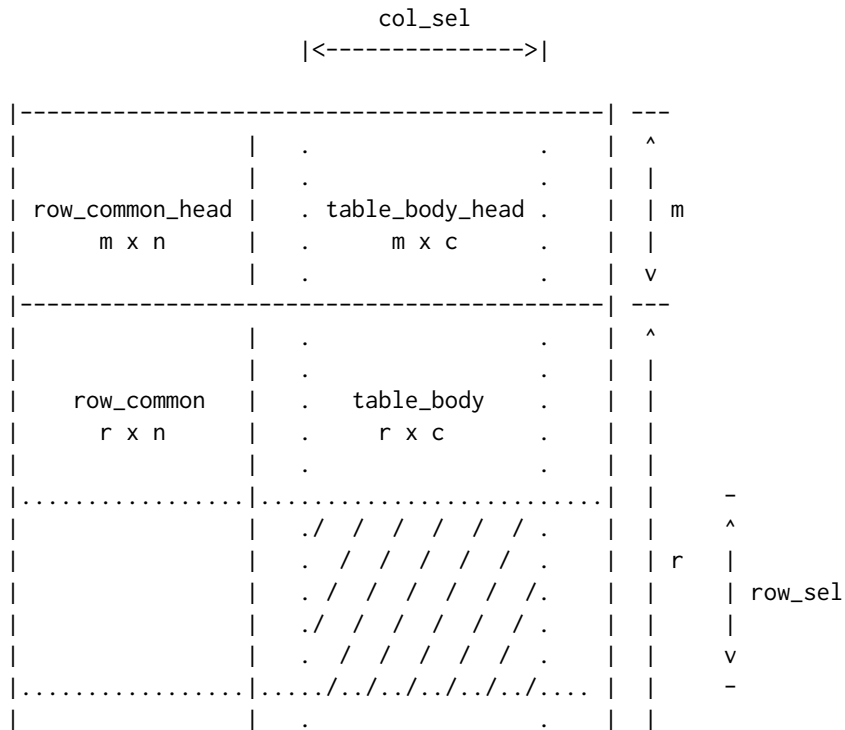 col_sel
|<--------------->|
|--------------------------------------------| ---
| | . . | ^
| | . . | |
| row_common_head | . table_body_head . | | m
| m x n | . m x c . | |
| | . . | v
|--------------------------------------------| ---
| | . . | ^
| | . . | |
| row_common | . table_body . | |
| r x n | . r x c . | |
| | . . | |
|.................|..........................| | -
| | ./ / / / / / . | | ^
| | . / / / / / . | | r |
| | . / / / / / /. | | | row_sel
| | ./ / / / / / . | | |
| | . / / / / / . | | v
|.................|...../../../../../../.... | | -
| | . . | |